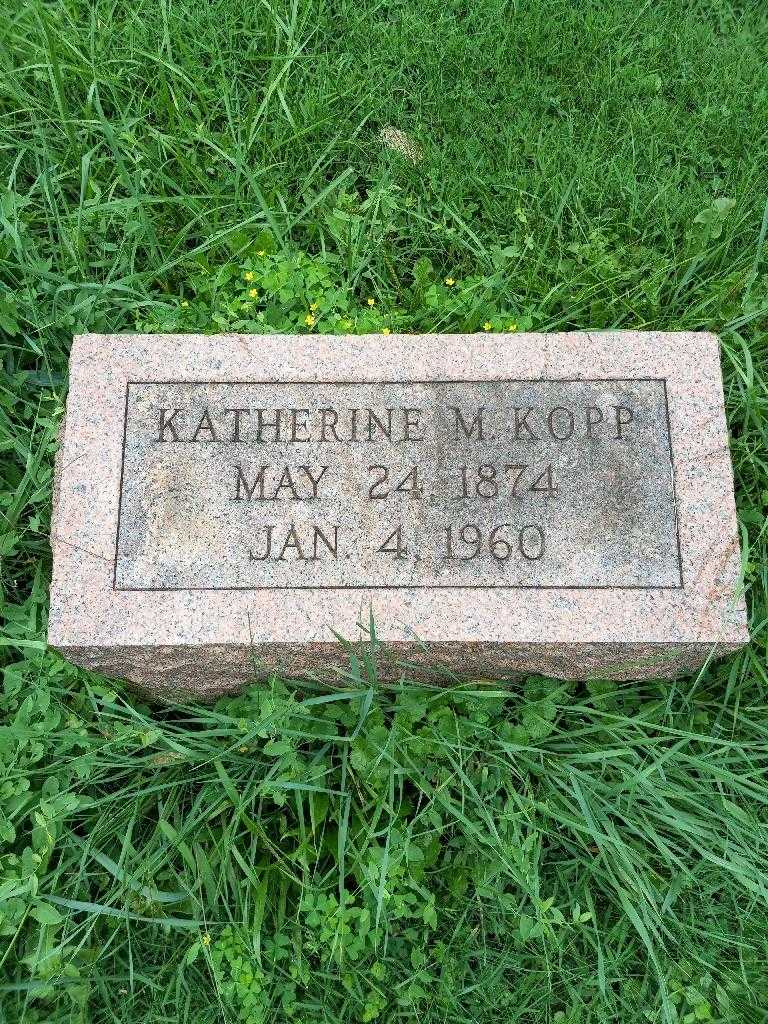 KATHERINE M. KOPP
MAY 24, 1874
JAN. 4, 1960